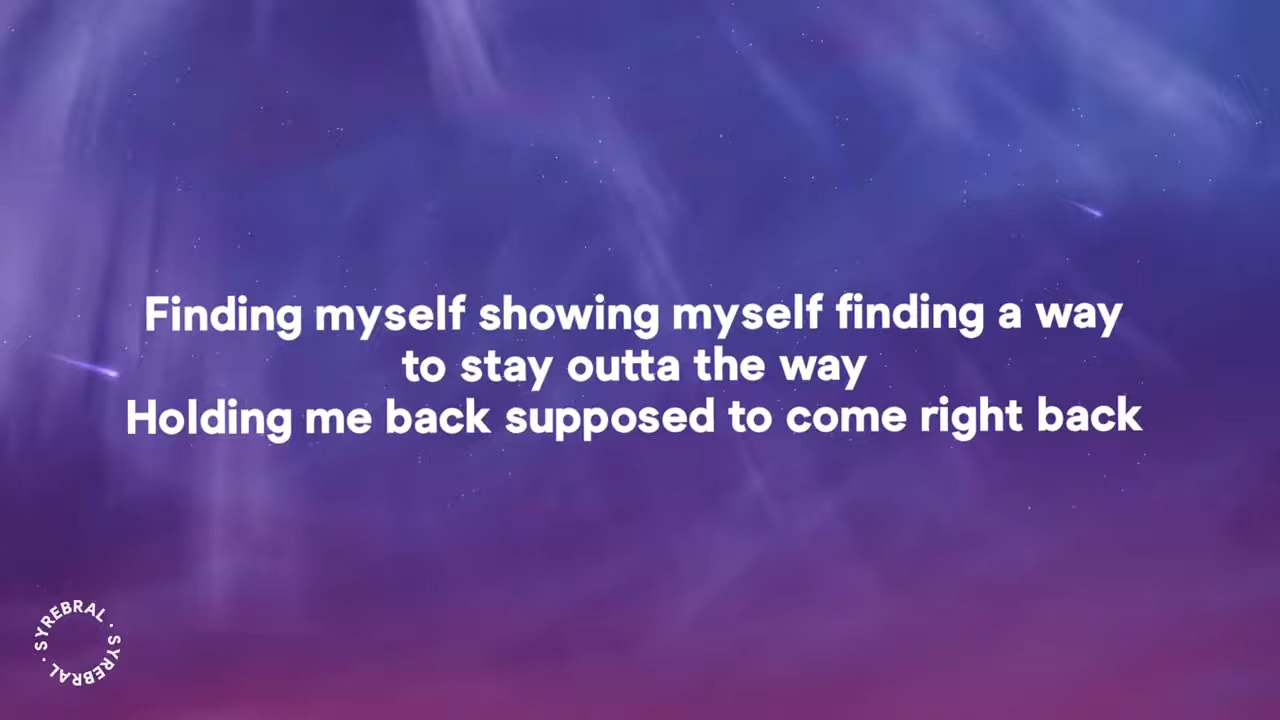 Finding myself showing myself finding a way
to stay outta the way
Holding me back supposed to come right back
SYREBRAL · SYREBRAL ·